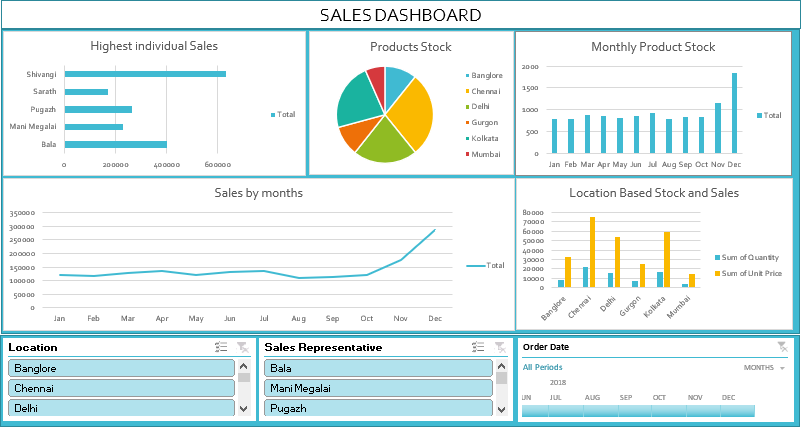 SALES DASHBOARD
Highest individual Sales
Shivangi
Sarath
Pugazh
Mani Megalai
Bala
0 200000 400000 600000
Total
Products Stock
Banglore
Chennai
Delhi
Gurgon
Kolkata
Mumbai
Monthly Product Stock
2000
1500
1000
500
0
Jan Feb Mar Apr May Jun Jul Aug Sep Oct Nov Dec
Total
Sales by months
350000
300000
250000
200000
150000
100000
50000
0
Jan Feb Mar Apr May Jun Jul Aug Sep Oct Nov Dec
Total
Location Based Stock and Sales
80000
70000
60000
50000
40000
30000
20000
10000
0
Banglore Chennai Delhi Gurgon Kolkata Mumbai
Sum of Quantity
Sum of Unit Price
Location
Banglore
Chennai
Delhi
Sales Representative
Bala
Mani Megalai
Pugazh
Order Date
All Periods MONTHS
2018
UN JUL AUG SEP OCT NOV DEC